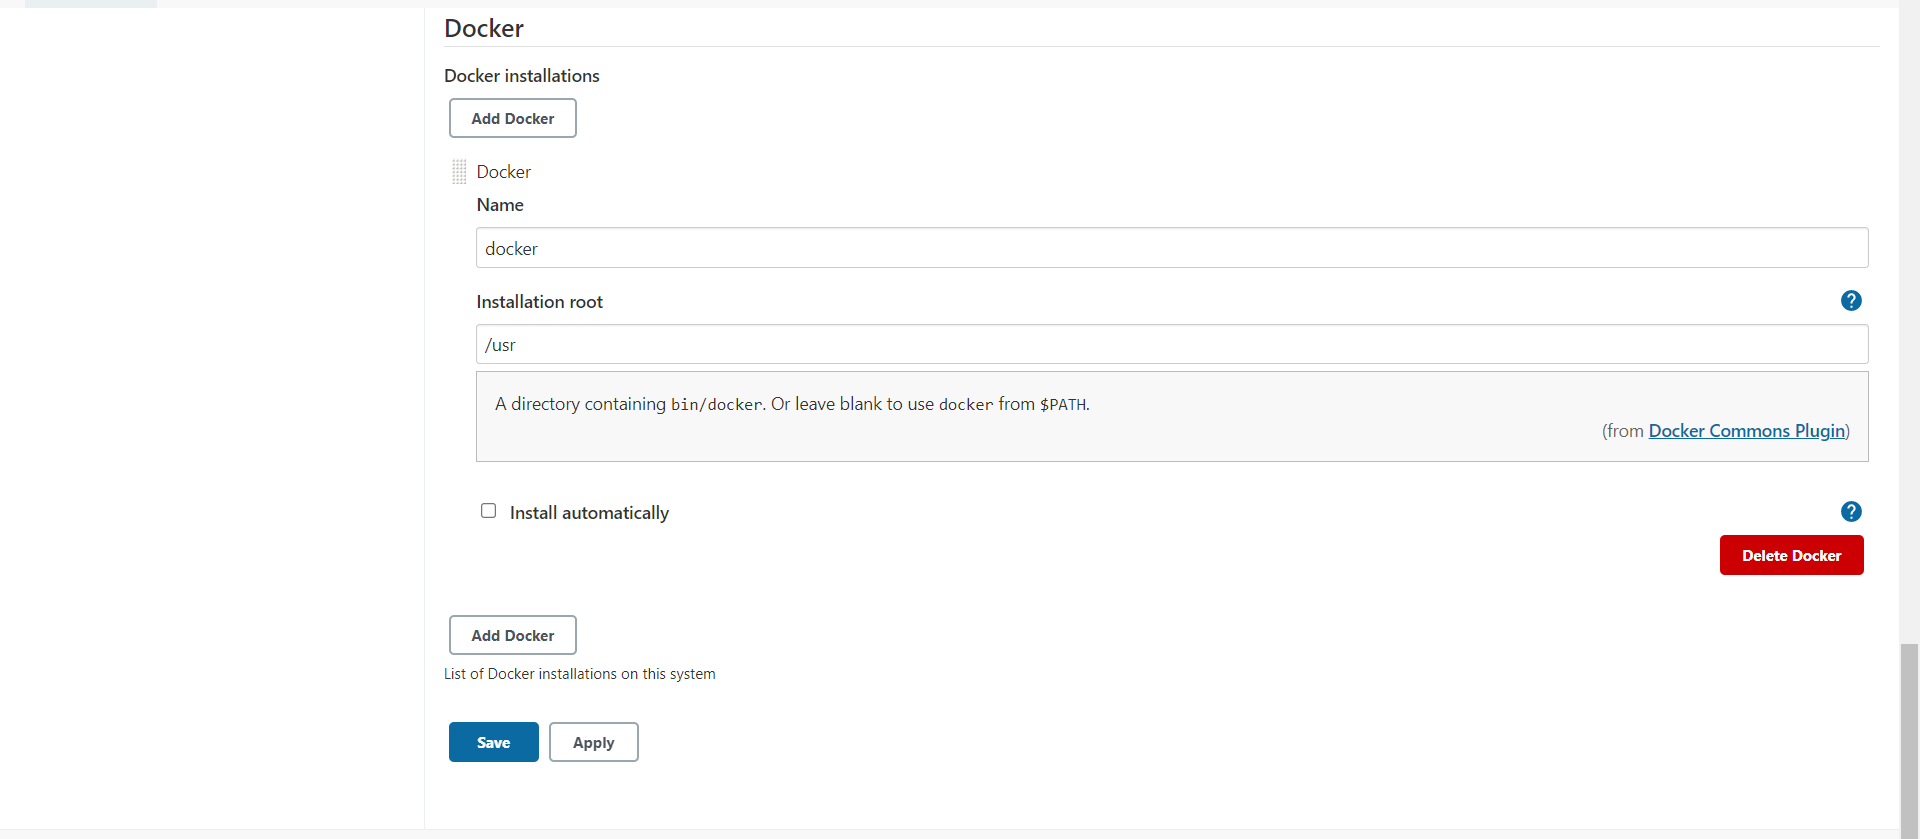 Docker
Docker installations
Add Docker
Docker
Name
docker
Installation root
/usr
A directory containing bin/docker. Or leave blank to use docker from $PATH.
(from Docker Commons Plugin)
Install automatically
Delete Docker
Add Docker
List of Docker installations on this system
Save
Apply